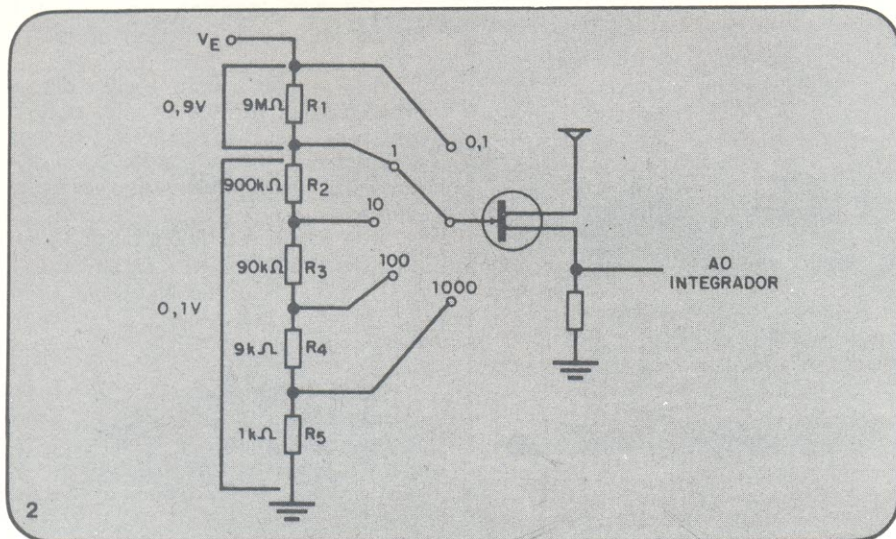 VE
0,9V
9MΩ R1
0,1
1
900kΩ R2
10
90kΩ R3
100
0,1V
1000
AO
INTEGRADOR
9kΩ R4
1kΩ R5
2